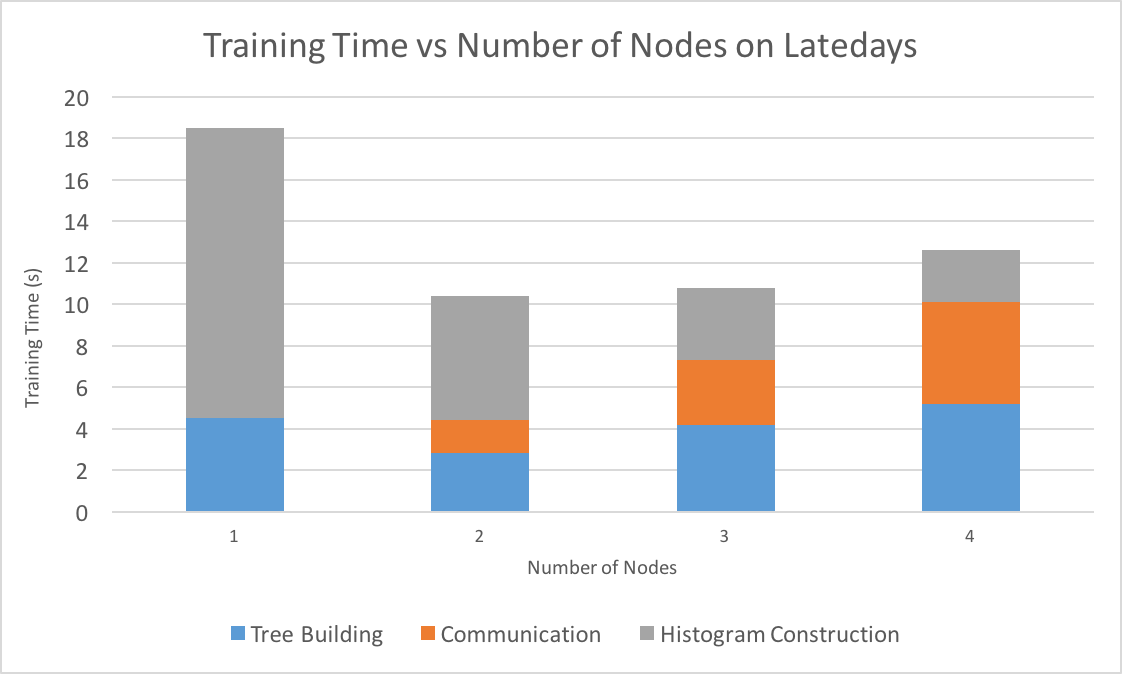 Training Time vs Number of Nodes on Latedays
20
18
16
14
12
10
8
6
4
2
0
Training Time (s)
1 2 3 4
Number of Nodes
Tree Building Communication Histogram Construction